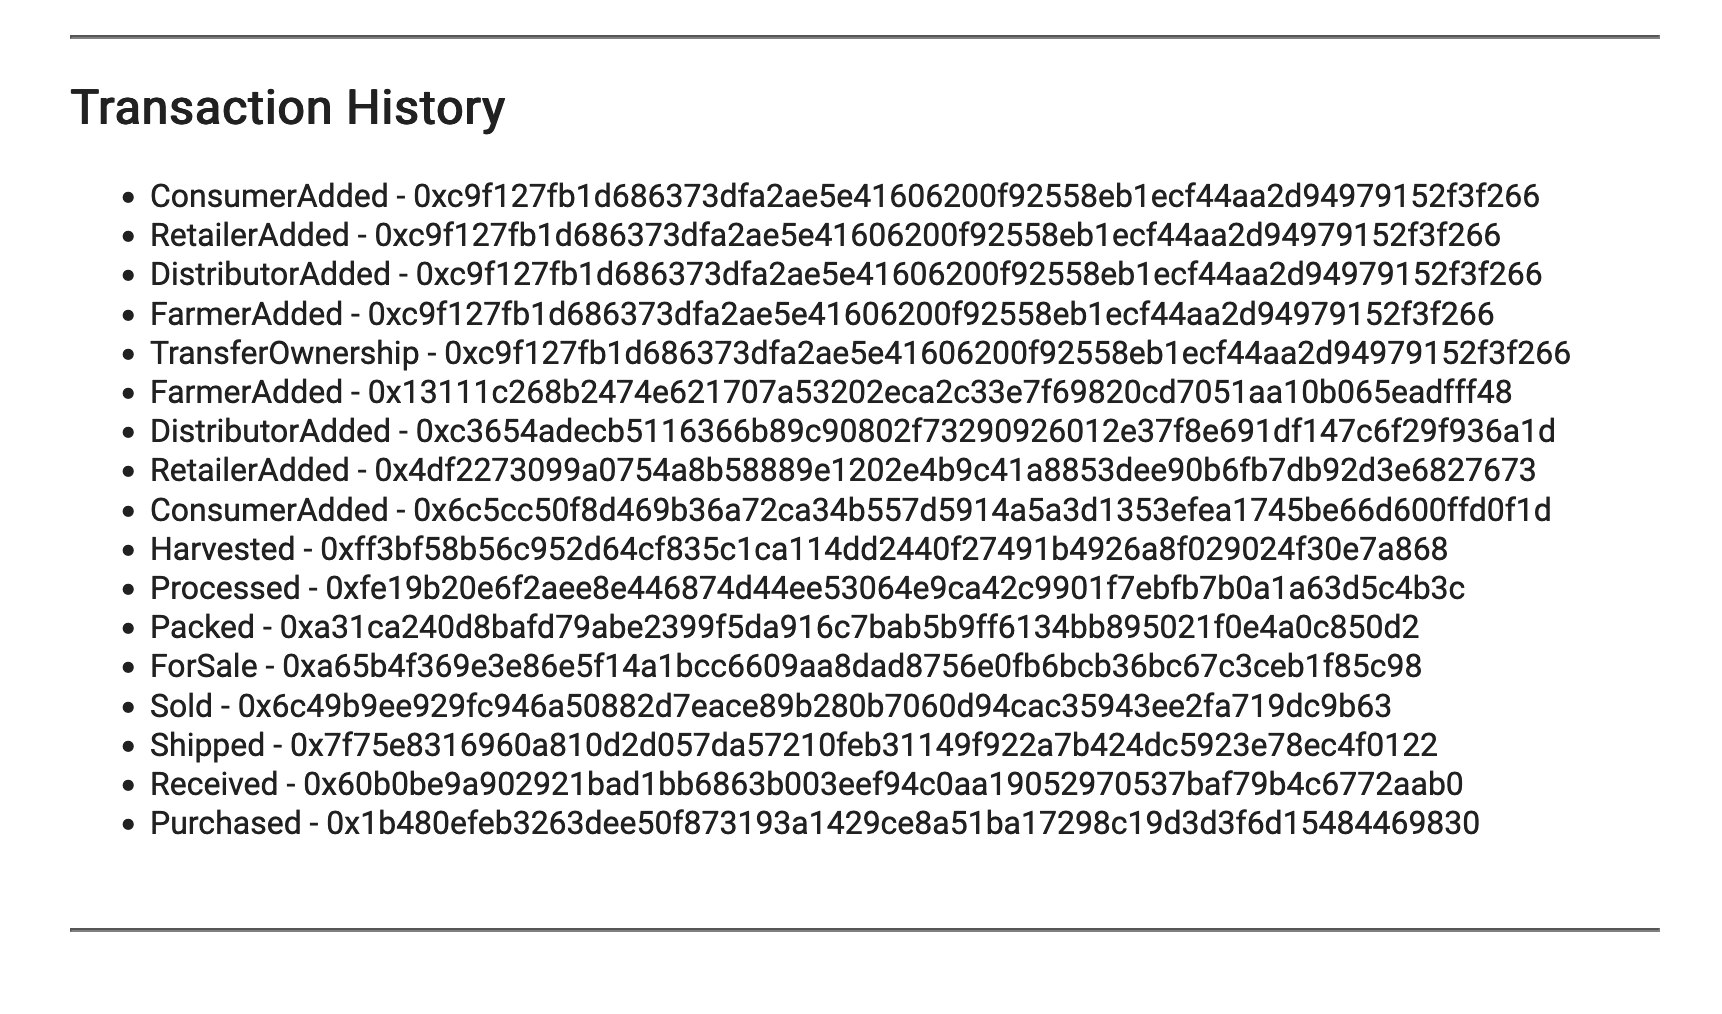 Transaction History
• ConsumerAdded - 0xc9f127fb1d686373dfa2ae5e41606200f92558eb1ecf44aa2d94979152f3f266
• RetailerAdded - 0xc9f127fb1d686373dfa2ae5e41606200f92558eb1ecf44aa2d94979152f3f266
• DistributorAdded - 0xc9f127fb1d686373dfa2ae5e41606200f92558eb1ecf44aa2d94979152f3f266
• FarmerAdded - 0xc9f127fb1d686373dfa2ae5e41606200f92558eb1ecf44aa2d94979152f3f266
• TransferOwnership - 0xc9f127fb1d686373dfa2ae5e41606200f92558eb1ecf44aa2d94979152f3f266
• FarmerAdded - 0x13111c268b2474e621707a53202eca2c33e7f69820cd7051aa10b065eadfff48
• DistributorAdded - 0xc3654adecb5116366b89c90802f73290926012e37f8e691df147c6f29f936a1d
• RetailerAdded - 0x4df2273099a0754a8b58889e1202e4b9c41a8853dee90b6fb7db92d3e6827673
• ConsumerAdded - 0x6c5cc50f8d469b36a72ca34b557d5914a5a3d1353efea1745be66d600ffd0f1d
• Harvested - 0xff3bf58b56c952d64cf835c1ca114dd2440f27491b4926a8f029024f30e7a868
• Processed - 0xfe19b20e6f2aee8e446874d44ee53064e9ca42c9901f7ebfb7b0a1a63d5c4b3c
• Packed - 0xa31ca240d8bafd79abe2399f5da916c7bab5b9ff6134bb895021f0e4a0c850d2
• ForSale - 0xa65b4f369e3e86e5f14a1bcc6609aa8dad8756e0fb6bcb36bc67c3ceb1f85c98
• Sold - 0x6c49b9ee929fc946a50882d7eace89b280b7060d94cac35943ee2fa719dc9b63
• Shipped - 0x7f75e8316960a810d2d057da57210feb31149f922a7b424dc5923e78ec4f0122
• Received - 0x60b0be9a902921bad1bb6863b003eef94c0aa19052970537baf79b4c6772aab0
• Purchased - 0x1b480efeb3263dee50f873193a1429ce8a51ba17298c19d3d3f6d15484469830